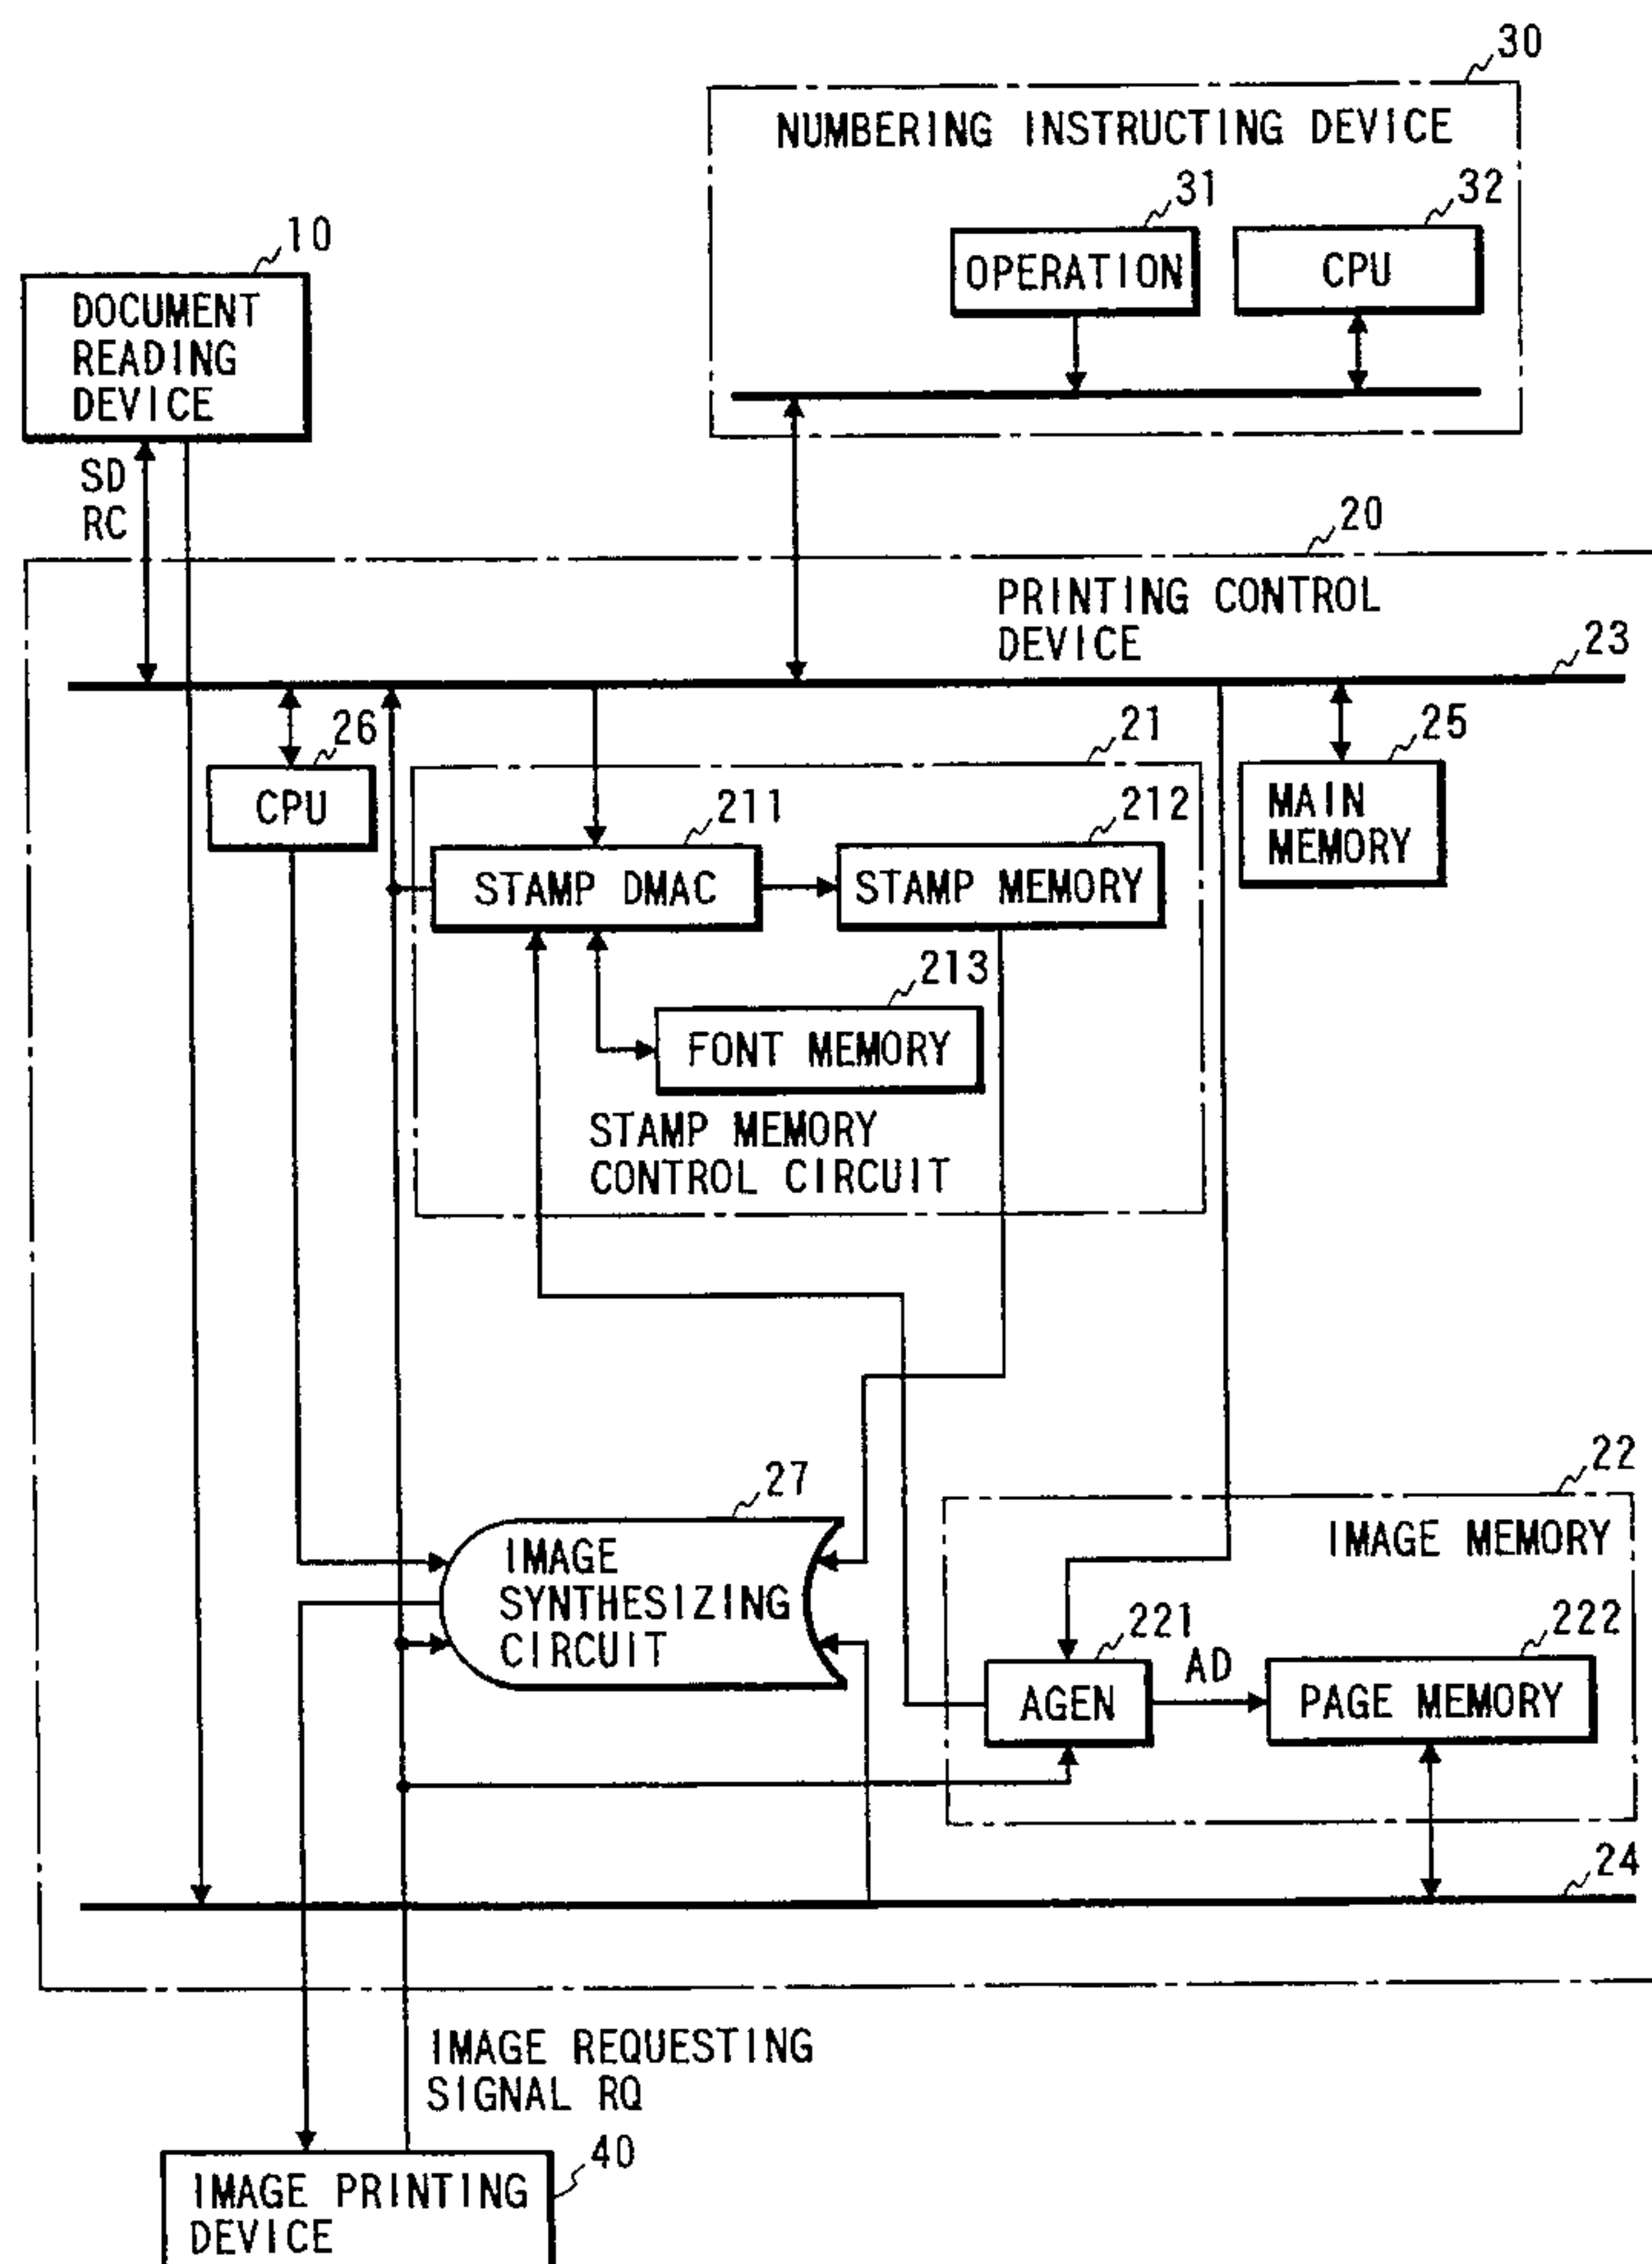 30
NUMBERING INSTRUCTING DEVICE
31
32
OPERATION
CPU
10
DOCUMENT
READING
DEVICE
SD
RC
20
PRINTING CONTROL
DEVICE
23
26
21
25
CPU
MAIN
MEMORY
211
212
STAMP DMAC
STAMP MEMORY
213
FONT MEMORY
STAMP MEMORY
CONTROL CIRCUIT
27
22
IMAGE
SYNTHESIZING
CIRCUIT
IMAGE MEMORY
221
AD
222
AGEN
PAGE MEMORY
24
IMAGE REQUESTING
SIGNAL RQ
40
IMAGE PRINTING
DEVICE